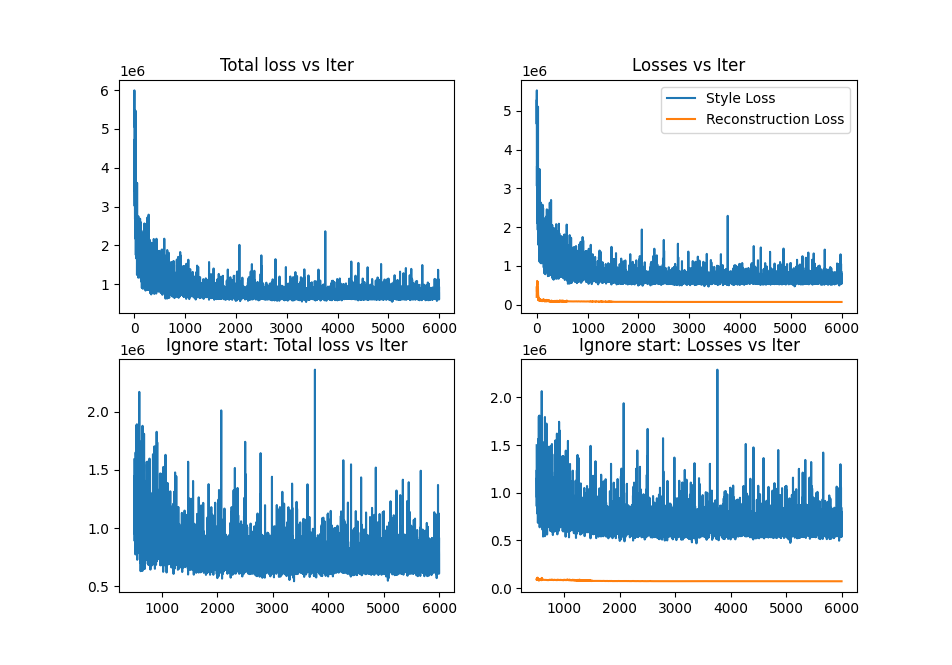 Total loss vs Iter
1e6
6
5
4
3
2
1
0 1000 2000 3000 4000 5000 6000
Losses vs Iter
1e6
Style Loss
Reconstruction Loss
5
4
3
2
1
0
0 1000 2000 3000 4000 5000 6000
Ignore start: Total loss vs Iter
1e6
2.0
1.5
1.0
0.5
1000 2000 3000 4000 5000 6000
Ignore start: Losses vs Iter
1e6
2.0
1.5
1.0
0.5
0.0
1000 2000 3000 4000 5000 6000